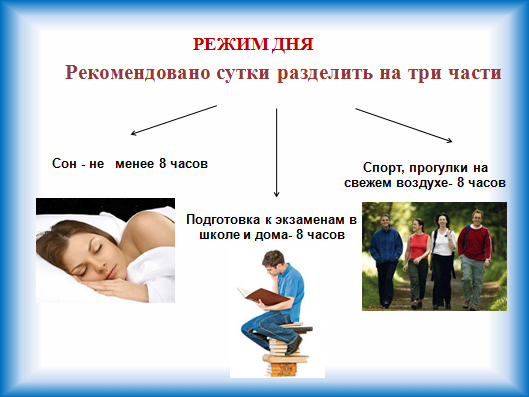 РЕЖИМ ДНЯ
Рекомендовано сутки разделить на три части
Сон - не менее 8 часов
Подготовка к экзаменам в
школе и дома- 8 часов
Спорт, прогулки на
свежем воздухе- 8 часов